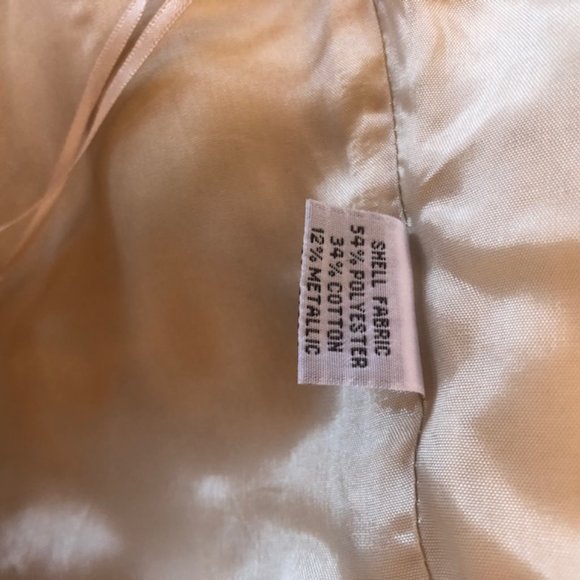 SHELL FABRIC
54% POLYESTER
34% COTTON
12% METALLIC